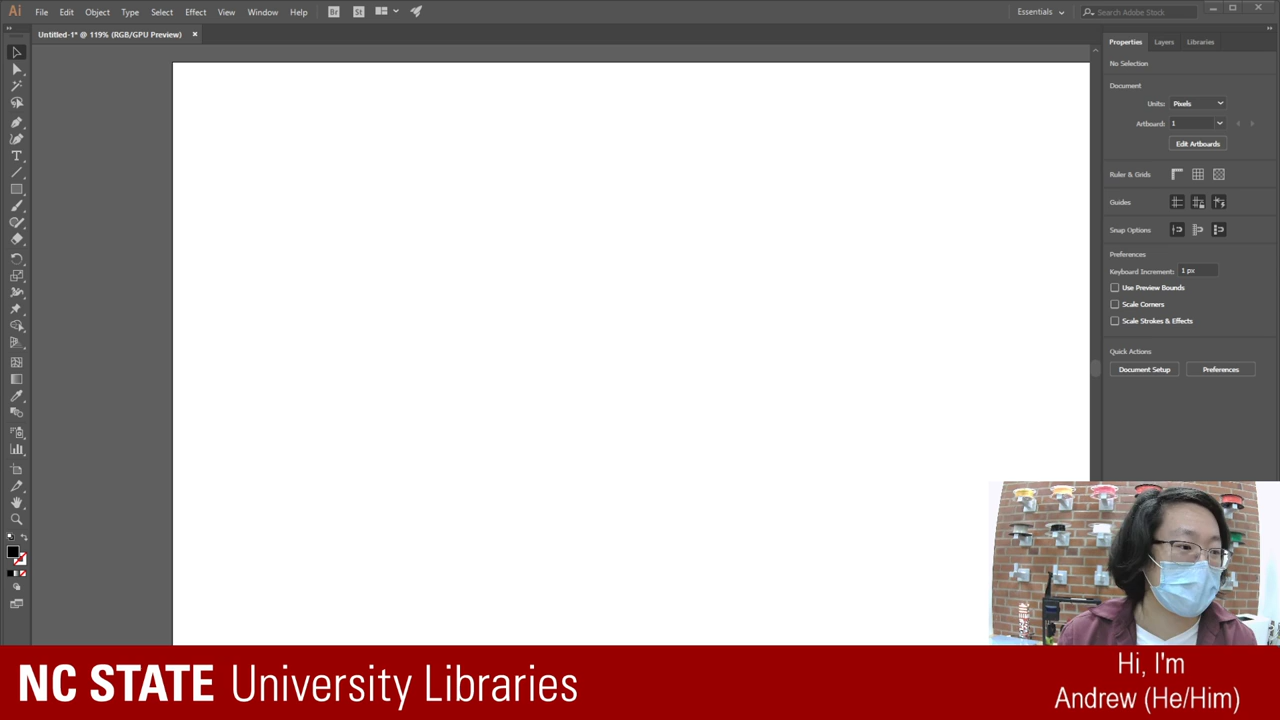 Ai File Edit Object Type Select Effect View Window Help Br St Essentials Search Adobe Stock
Untitled-1* @ 119% (RGB/GPU Preview)
Properties Layers Libraries
No Selection
Document
Units: Pixels
Artboard: 1
Edit Artboards
Ruler & Grids
Guides
Snap Options
Preferences
Keyboard Increment: 1 px
Use Preview Bounds
Scale Corners
Scale Strokes & Effects
Quick Actions
Document Setup Preferences
NC STATE University Libraries
Hi, I'm
Andrew (He/Him)